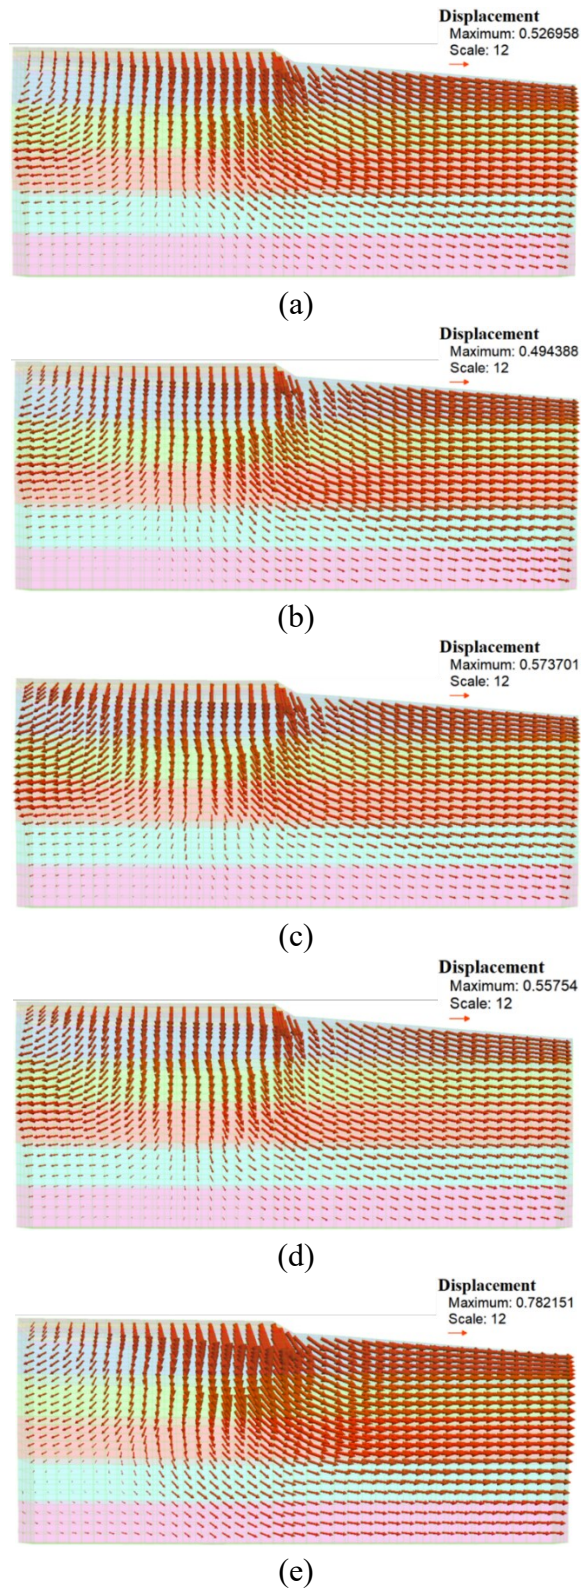 Displacement
Maximum: 0.526958
Scale: 12
(a)
Displacement
Maximum: 0.494388
Scale: 12
(b)
Displacement
Maximum: 0.573701
Scale: 12
(c)
Displacement
Maximum: 0.55754
Scale: 12
(d)
Displacement
Maximum: 0.782151
Scale: 12
(e)